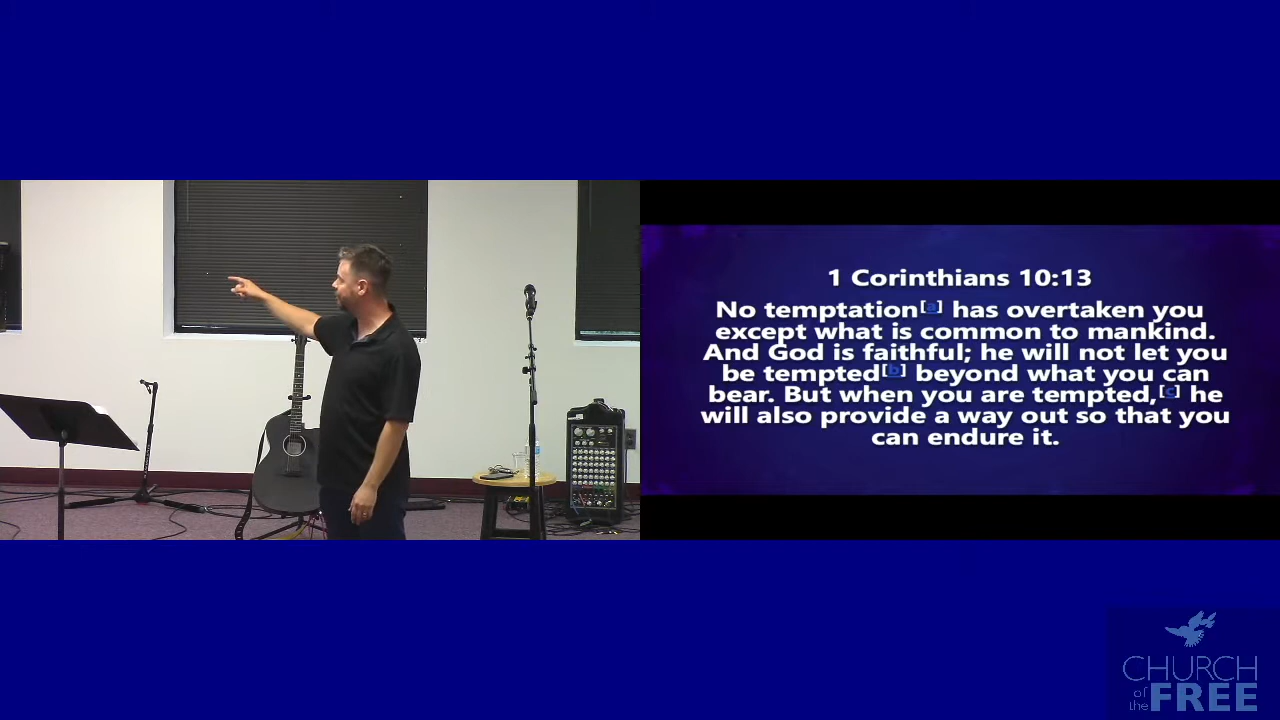 1 Corinthians 10:13
No temptation[a] has overtaken you
except what is common to mankind.
And God is faithful; he will not let you
be tempted[b] beyond what you can
bear. But when you are tempted,[c] he
will also provide a way out so that you
can endure it.
CHURCH
of the FREE